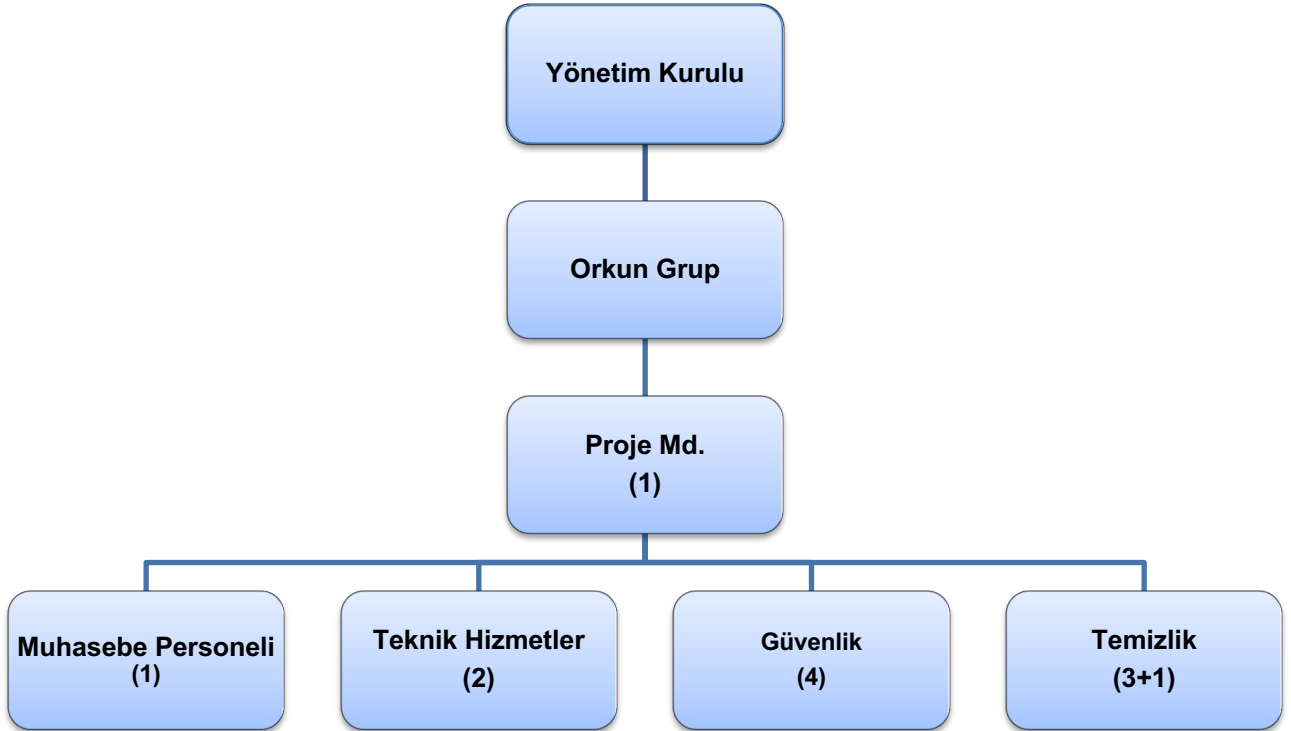 Yönetim Kurulu
Orkun Grup
Proje Md.
(1)
Muhasebe Personeli
(1)
Teknik Hizmetler
(2)
Güvenlik
(4)
Temizlik
(3+1)